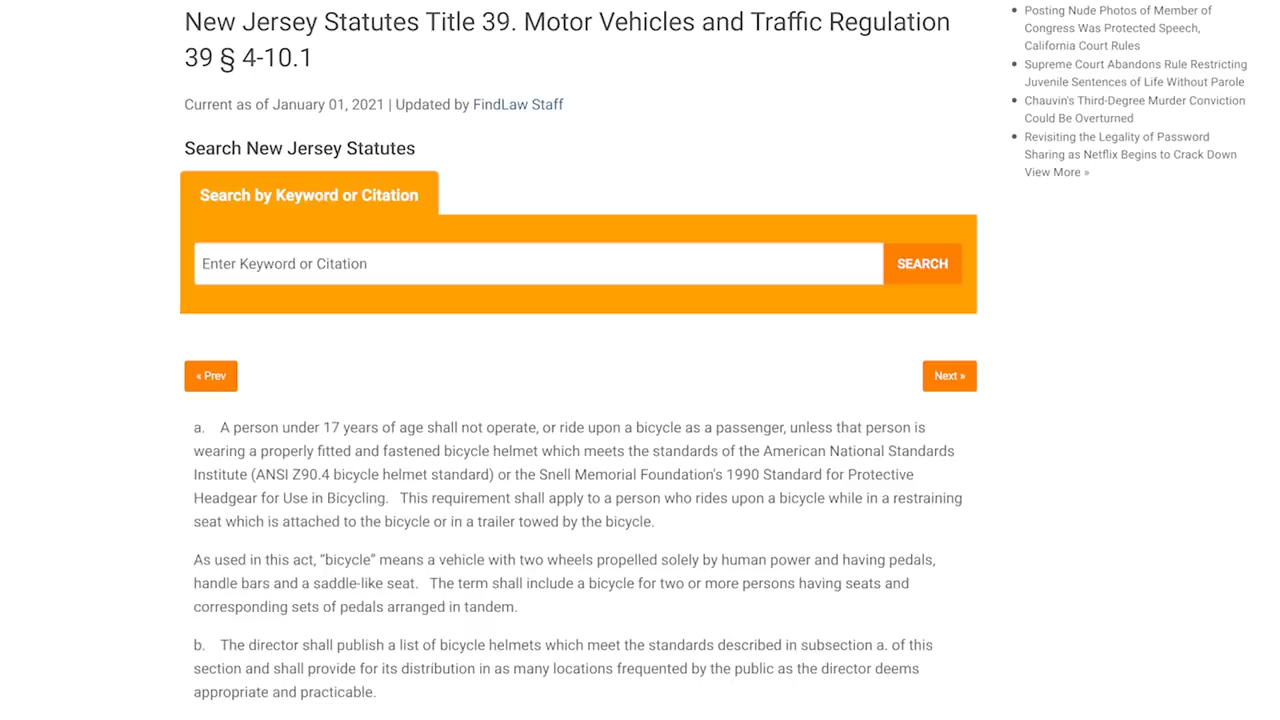 New Jersey Statutes Title 39. Motor Vehicles and Traffic Regulation
39 § 4-10.1
Current as of January 01, 2021 | Updated by FindLaw Staff
Search New Jersey Statutes
Search by Keyword or Citation
Enter Keyword or Citation
SEARCH
« Prev
Next »
a. A person under 17 years of age shall not operate, or ride upon a bicycle as a passenger, unless that person is
wearing a properly fitted and fastened bicycle helmet which meets the standards of the American National Standards
Institute (ANSI Z90.4 bicycle helmet standard) or the Snell Memorial Foundation's 1990 Standard for Protective
Headgear for Use in Bicycling. This requirement shall apply to a person who rides upon a bicycle while in a restraining
seat which is attached to the bicycle or in a trailer towed by the bicycle.
As used in this act, “bicycle” means a vehicle with two wheels propelled solely by human power and having pedals,
handle bars and a saddle-like seat. The term shall include a bicycle for two or more persons having seats and
corresponding sets of pedals arranged in tandem.
b. The director shall publish a list of bicycle helmets which meet the standards described in subsection a. of this
section and shall provide for its distribution in as many locations frequented by the public as the director deems
appropriate and practicable.
Posting Nude Photos of Member of
Congress Was Protected Speech,
California Court Rules
Supreme Court Abandons Rule Restricting
Juvenile Sentences of Life Without Parole
Chauvin's Third-Degree Murder Conviction
Could Be Overturned
Revisiting the Legality of Password
Sharing as Netflix Begins to Crack Down
View More »